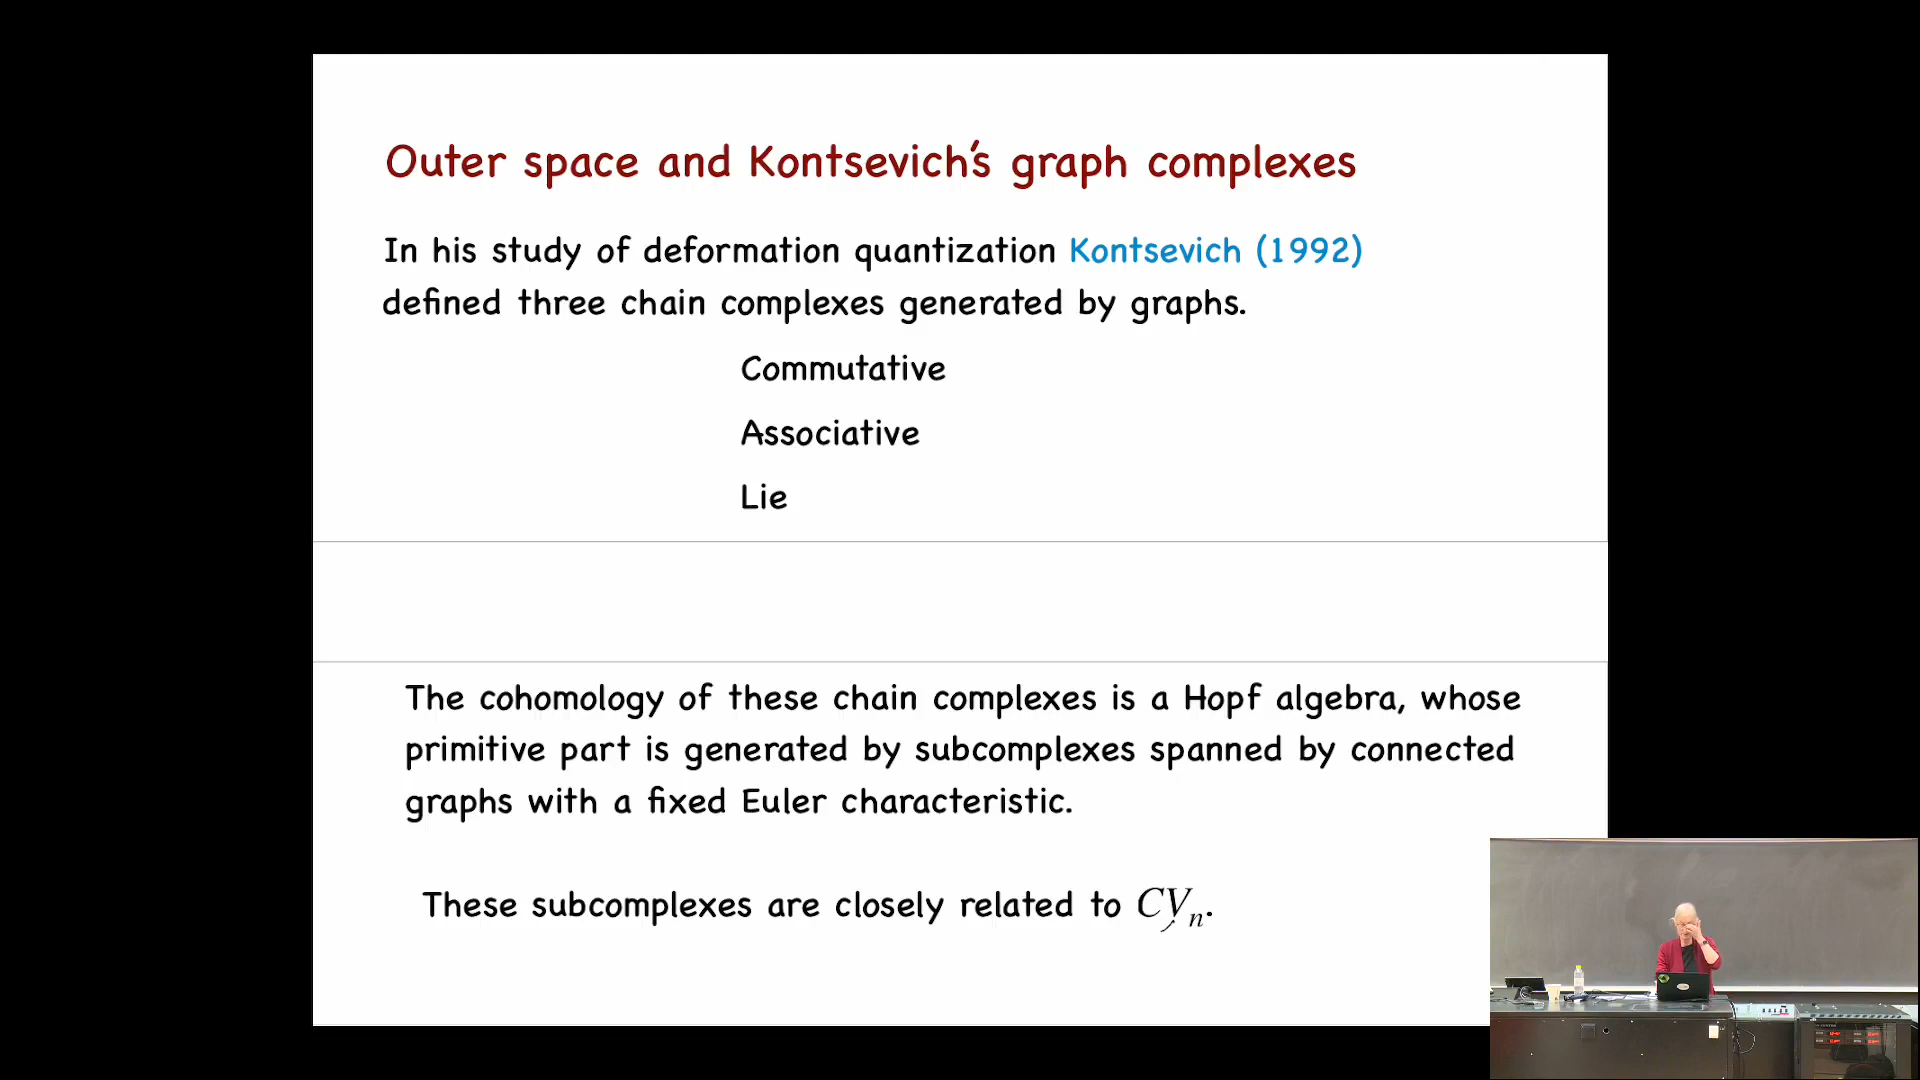 Outer space and Kontsevich's graph complexes
In his study of deformation quantization Kontsevich (1992)
defined three chain complexes generated by graphs.
Commutative
Associative
Lie
The cohomology of these chain complexes is a Hopf algebra, whose
primitive part is generated by subcomplexes spanned by connected
graphs with a fixed Euler characteristic.
These subcomplexes are closely related to CV_n.